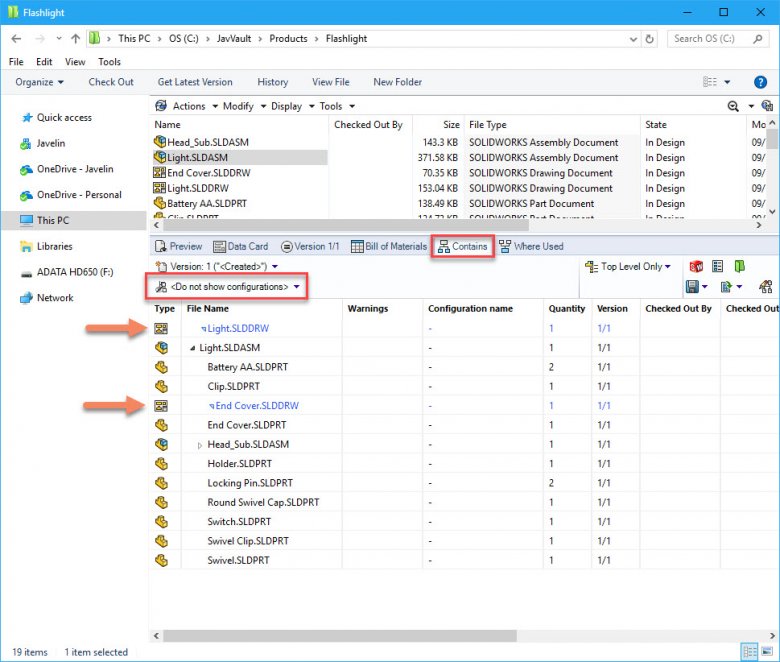 Flashlight
This PC > OS (C:) > JavVault > Products > Flashlight
Search OS (C:)
File Edit View Tools
Organize Check Out Get Latest Version History View File New Folder
Quick access
Javelin
OneDrive - Javelin
OneDrive - Personal
This PC
Libraries
ADATA HD650 (F:)
Network
Actions Modify Display Tools
Name Checked Out By Size File Type State Mo
Head_Sub.SLDASM 143.3 KB SOLIDWORKS Assembly Document In Design 09/
Light.SLDASM 371.58 KB SOLIDWORKS Assembly Document In Design 09/
End Cover.SLDDRW 70.35 KB SOLIDWORKS Drawing Document In Design 09/
Light.SLDDRW 153.04 KB SOLIDWORKS Drawing Document In Design 09/
Battery AA.SLDPRT 138.49 KB SOLIDWORKS Part Document In Design 09/
Clip.SLDPRT 124.73 KB SOLIDWORKS Part Document In Design 09/
Preview Data Card Version 1/1 Bill of Materials Contains Where Used
Version: 1 ("<Created>") Top Level Only
<Do not show configurations>
Type File Name Warnings Configuration name Quantity Version Checked Out By Checked Out
Light.SLDDRW - 1 1/1
Light.SLDASM - 1 1/1
Battery AA.SLDPRT - 2 1/1
Clip.SLDPRT - 1 1/1
End Cover.SLDDRW - 1 1/1
End Cover.SLDPRT - 1 1/1
Head_Sub.SLDASM - 1 1/1
Holder.SLDPRT - 1 1/1
Locking Pin.SLDPRT - 2 1/1
Round Swivel Cap.SLDPRT - 1 1/1
Switch.SLDPRT - 1 1/1
Swivel Clip.SLDPRT - 1 1/1
Swivel.SLDPRT - 1 1/1
19 items 1 item selected